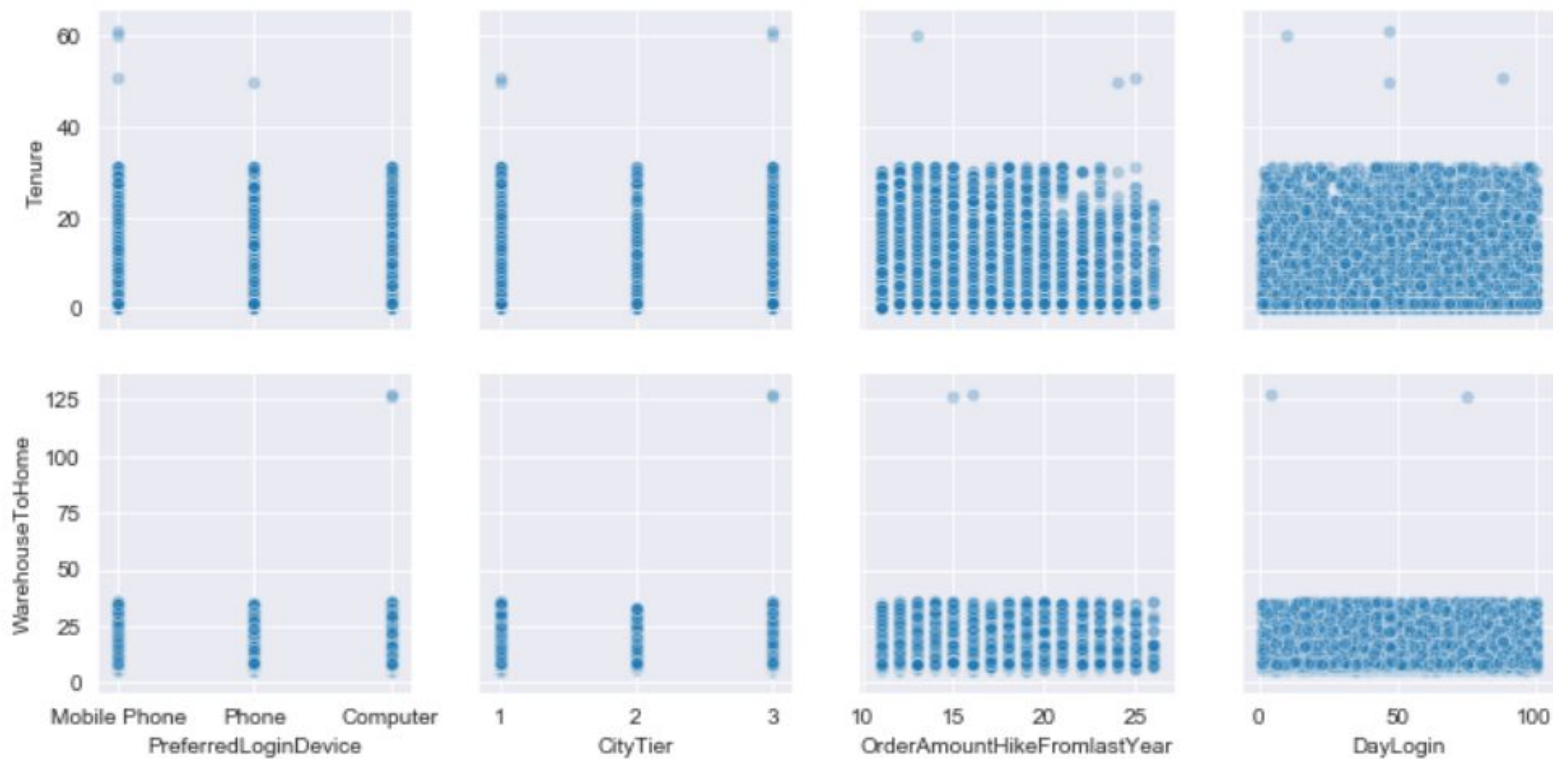 60
40
20
0
Tenure
125
100
75
50
25
0
WarehouseToHome
Mobile Phone Phone Computer
PreferredLoginDevice
1 2 3
CityTier
10 15 20 25
OrderAmountHikeFromlastYear
0 50 100
DayLogin